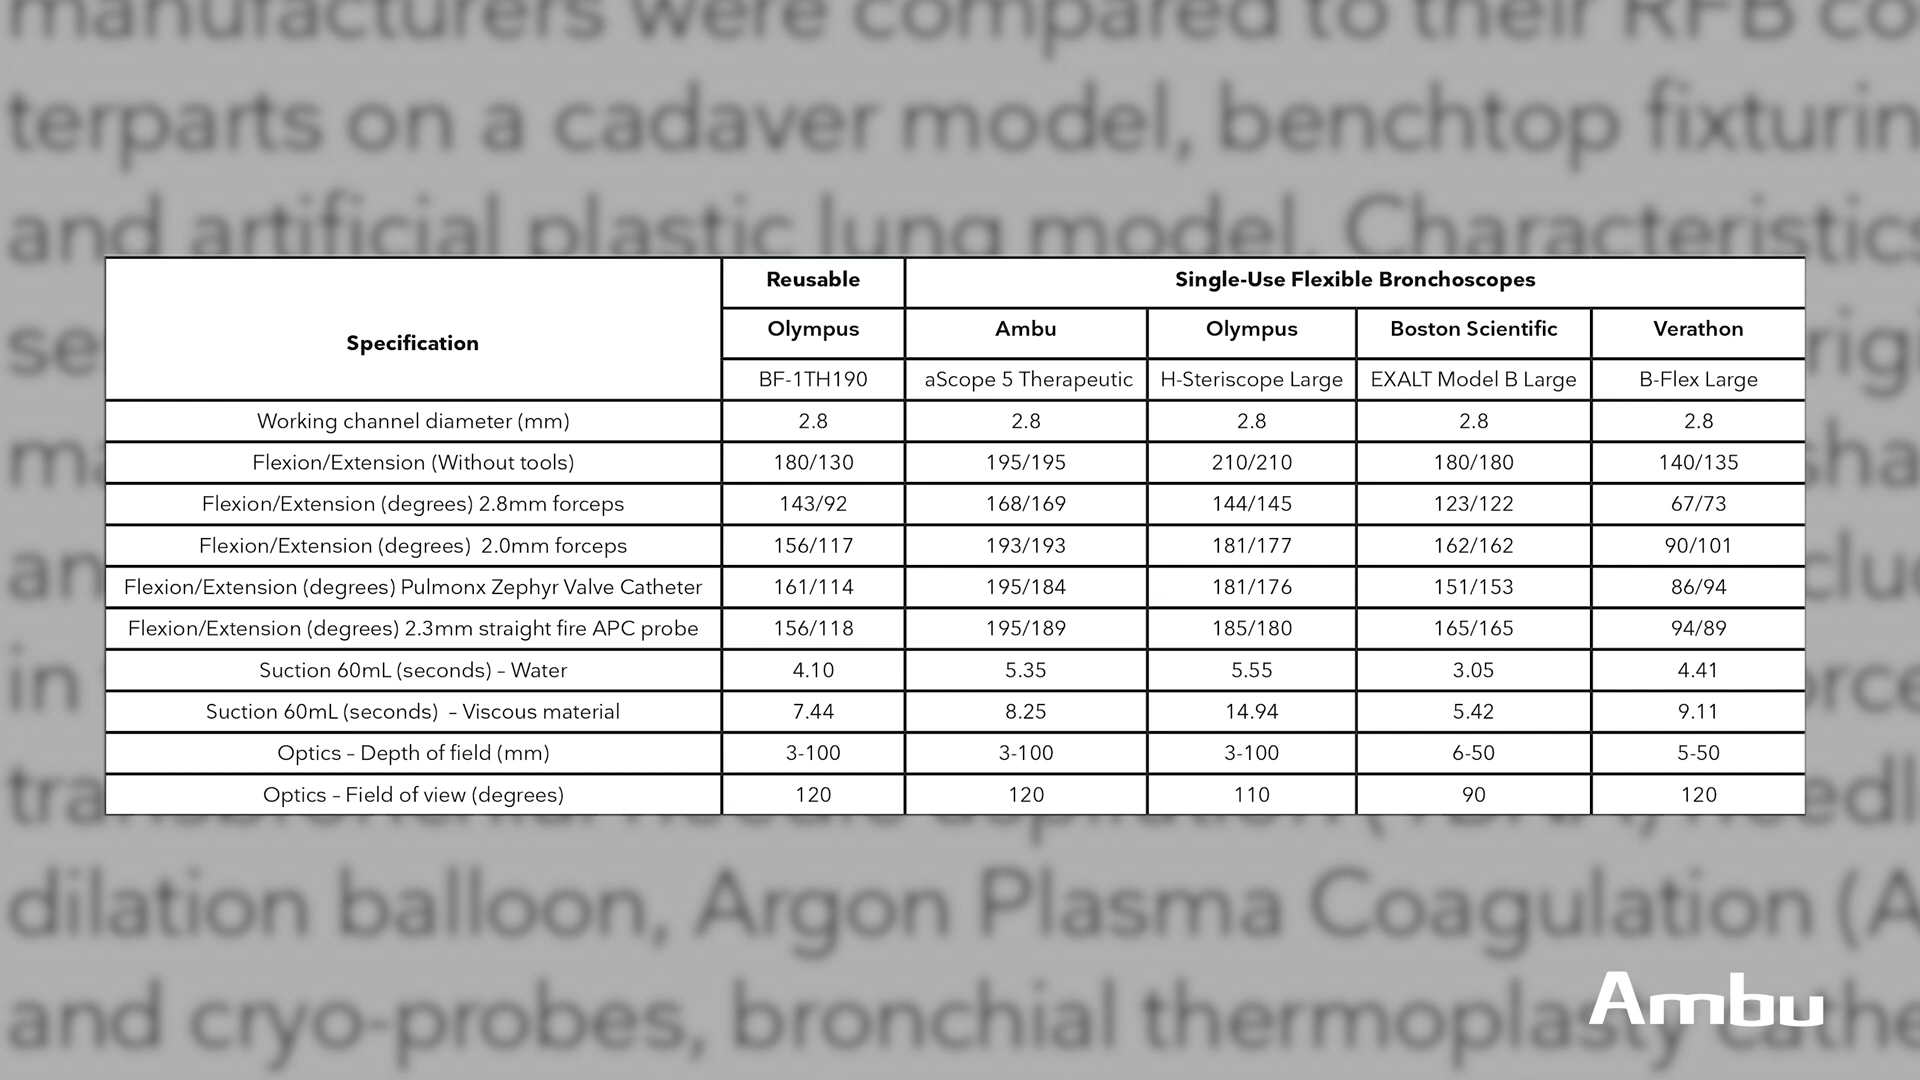 manufacturers were compared to their RFB co
terparts on a cadaver model, benchtop fixturin
and artificial plastic lung model. Characteristics
Specification Reusable Single-Use Flexible Bronchoscopes
Olympus Ambu Olympus Boston Scientific Verathon
BF-1TH190 aScope 5 Therapeutic H-Steriscope Large EXALT Model B Large B-Flex Large
Working channel diameter (mm) 2.8 2.8 2.8 2.8 2.8
Flexion/Extension (Without tools) 180/130 195/195 210/210 180/180 140/135
Flexion/Extension (degrees) 2.8mm forceps 143/92 168/169 144/145 123/122 67/73
Flexion/Extension (degrees) 2.0mm forceps 156/117 193/193 181/177 162/162 90/101
Flexion/Extension (degrees) Pulmonx Zephyr Valve Catheter 161/114 195/184 181/176 151/153 86/94
Flexion/Extension (degrees) 2.3mm straight fire APC probe 156/118 195/189 185/180 165/165 94/89
Suction 60mL (seconds) – Water 4.10 5.35 5.55 3.05 4.41
Suction 60mL (seconds) – Viscous material 7.44 8.25 14.94 5.42 9.11
Optics – Depth of field (mm) 3-100 3-100 3-100 6-50 5-50
Optics – Field of view (degrees) 120 120 110 90 120
dilation balloon, Argon Plasma Coagulation (A
and cryo-probes, bronchial thermoplasty cathe
Ambu